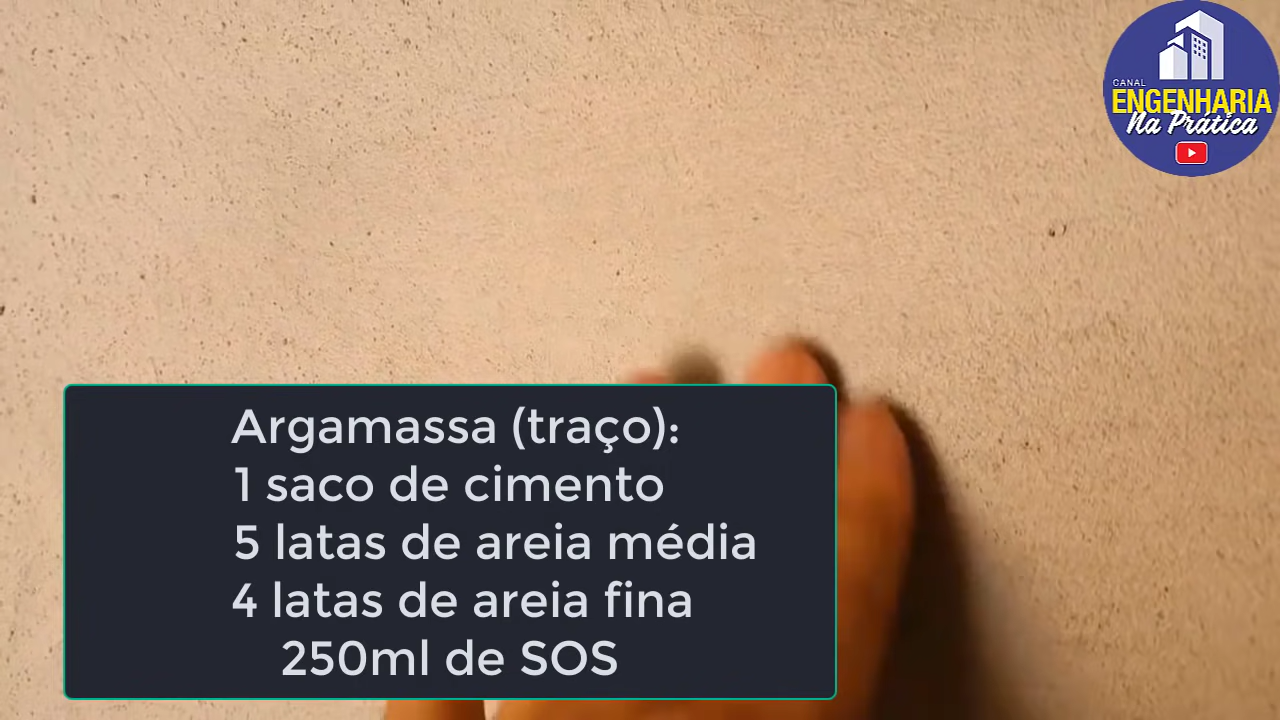 CANAL
ENGENHARIA
Na Prática
Argamassa (traço):
1 saco de cimento
5 latas de areia média
4 latas de areia fina
250ml de SOS